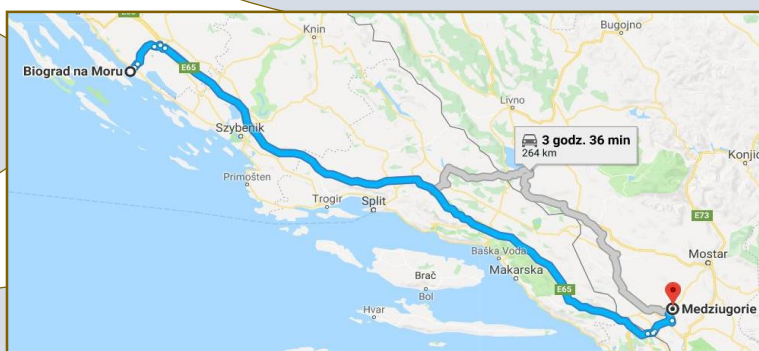 Knin
Bugojno
Biograd na Moru
E65
Livno
3 godz. 36 min
264 km
Szybenik
Konjic
Primošten
Trogir
Split
E73
Baška Voda
Mostar
Makarska
Brač
E65
Bol
Medziugorie
Hvar